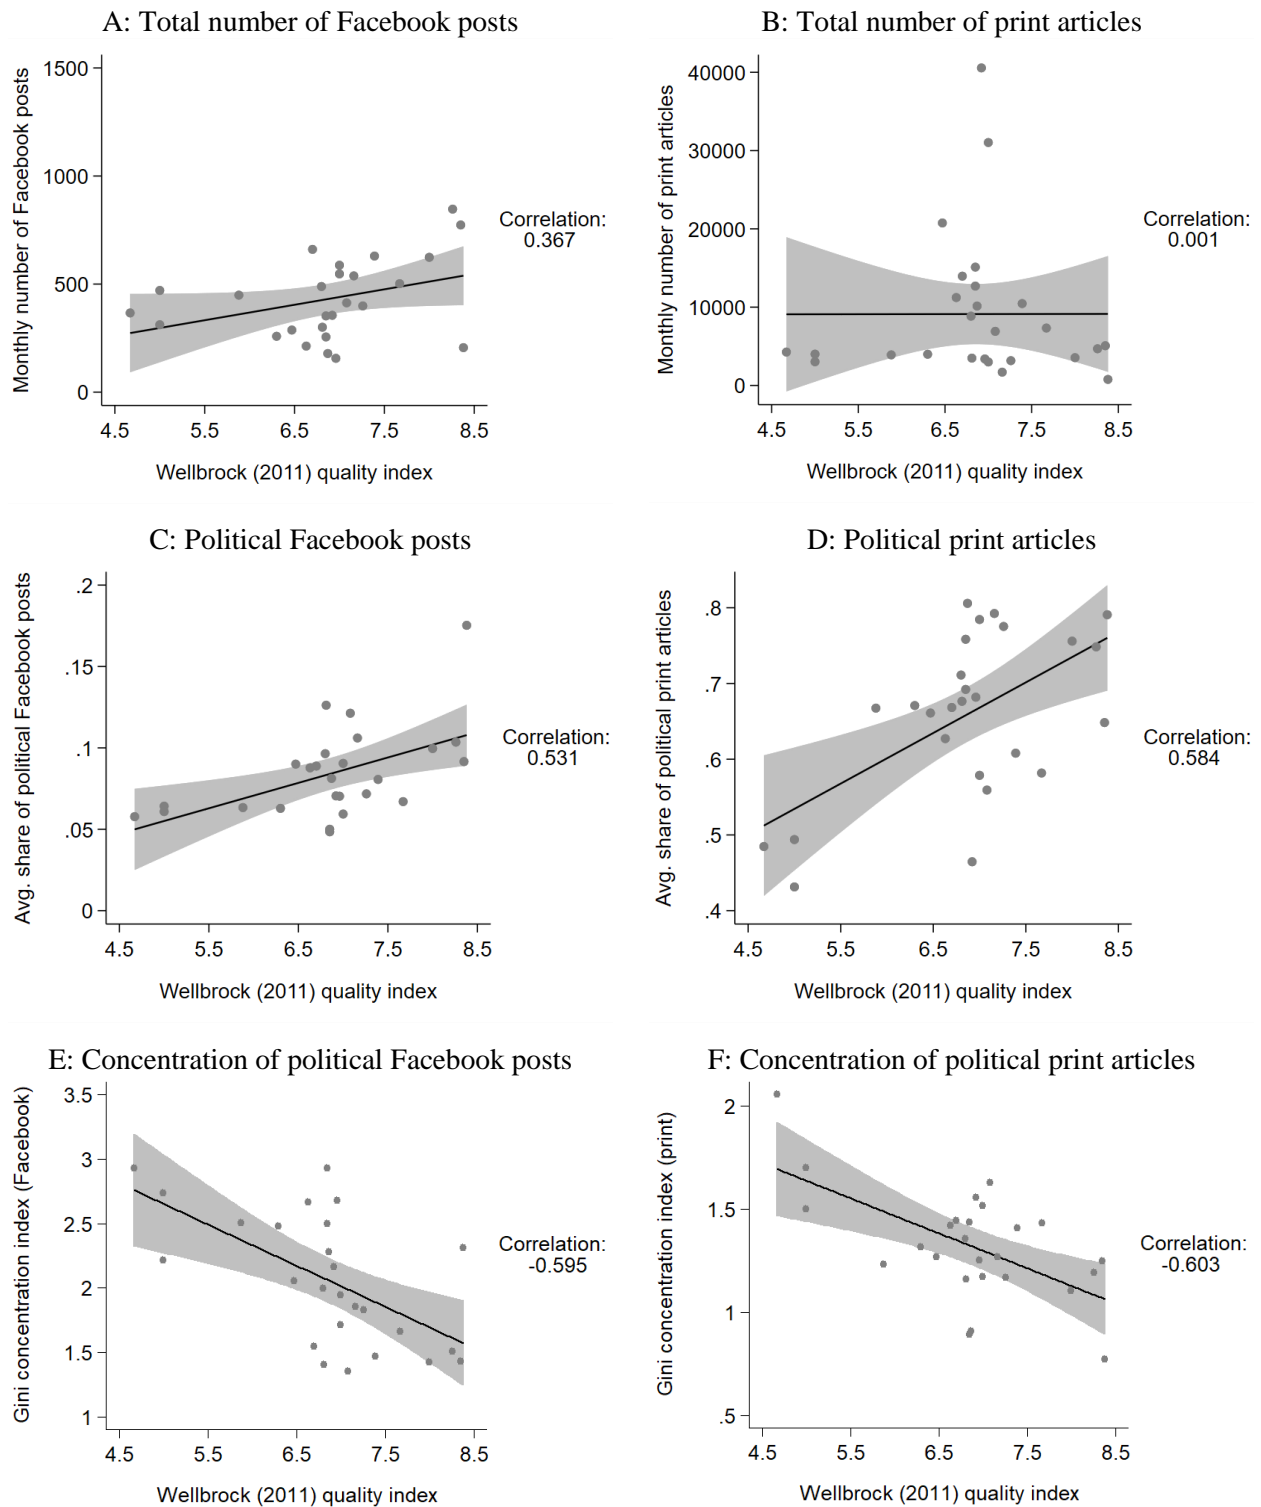 A: Total number of Facebook posts
Monthly number of Facebook posts
1500
1000
500
0
4.5 5.5 6.5 7.5 8.5
Wellbrock (2011) quality index
Correlation:
0.367
B: Total number of print articles
Monthly number of print articles
40000
30000
20000
10000
0
4.5 5.5 6.5 7.5 8.5
Wellbrock (2011) quality index
Correlation:
0.001
C: Political Facebook posts
Avg. share of political Facebook posts
.2
.15
.1
.05
0
4.5 5.5 6.5 7.5 8.5
Wellbrock (2011) quality index
Correlation:
0.531
D: Political print articles
Avg. share of political print articles
.8
.7
.6
.5
.4
4.5 5.5 6.5 7.5 8.5
Wellbrock (2011) quality index
Correlation:
0.584
E: Concentration of political Facebook posts
Gini concentration index (Facebook)
3.5
3
2.5
2
1.5
1
4.5 5.5 6.5 7.5 8.5
Wellbrock (2011) quality index
Correlation:
-0.595
F: Concentration of political print articles
Gini concentration index (print)
2
1.5
1
.5
4.5 5.5 6.5 7.5 8.5
Wellbrock (2011) quality index
Correlation:
-0.603